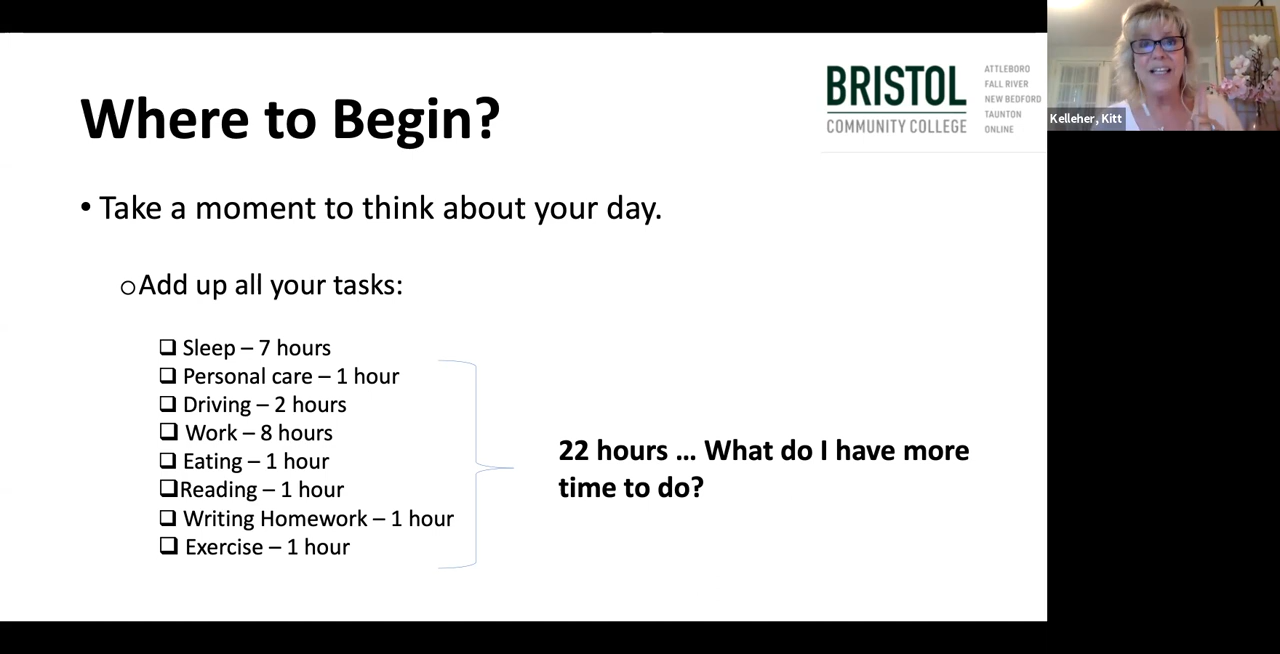 Where to Begin?
BRISTOL
COMMUNITY COLLEGE
ATTLEBORO
FALL RIVER
NEW BEDFORD
TAUNTON
ONLINE
Kelleher, Kitt
• Take a moment to think about your day.
o Add up all your tasks:
❑ Sleep – 7 hours
❑ Personal care – 1 hour
❑ Driving – 2 hours
❑ Work – 8 hours
❑ Eating – 1 hour
❑Reading – 1 hour
❑ Writing Homework – 1 hour
❑ Exercise – 1 hour
22 hours … What do I have more
time to do?